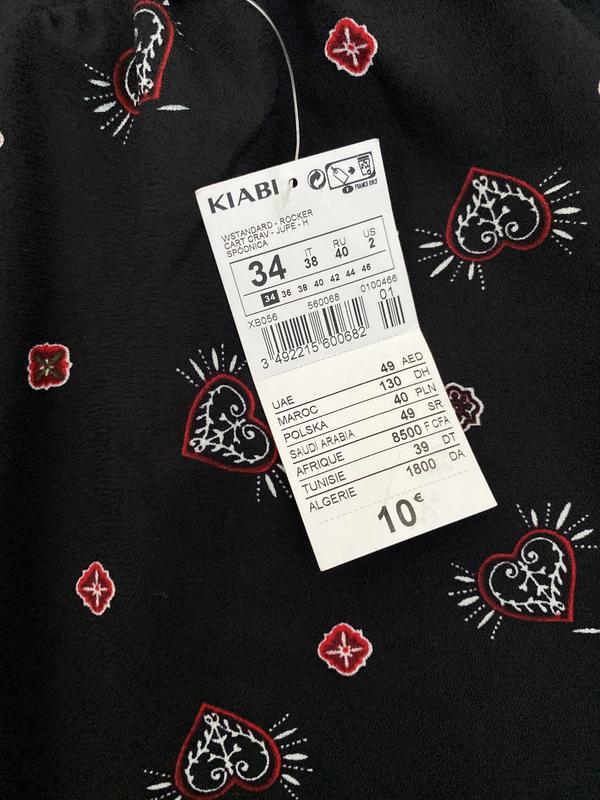 KIABI
FRANCE ONLY
WSTANDARD - ROCKER
CART CRAV - JUPE - H
SPÓDNICA
34 IT 38 RU 40 US 2
34 36 38 40 42 44 46
XB056 560068 0100466
01
3 492215 600682
UAE 49 AED
MAROC 130 DH
POLSKA 40 PLN
SAUDI ARABIA 49 SR
AFRIQUE 8500 F CFA
TUNISIE 39 DT
ALGERIE 1800 DA
10€